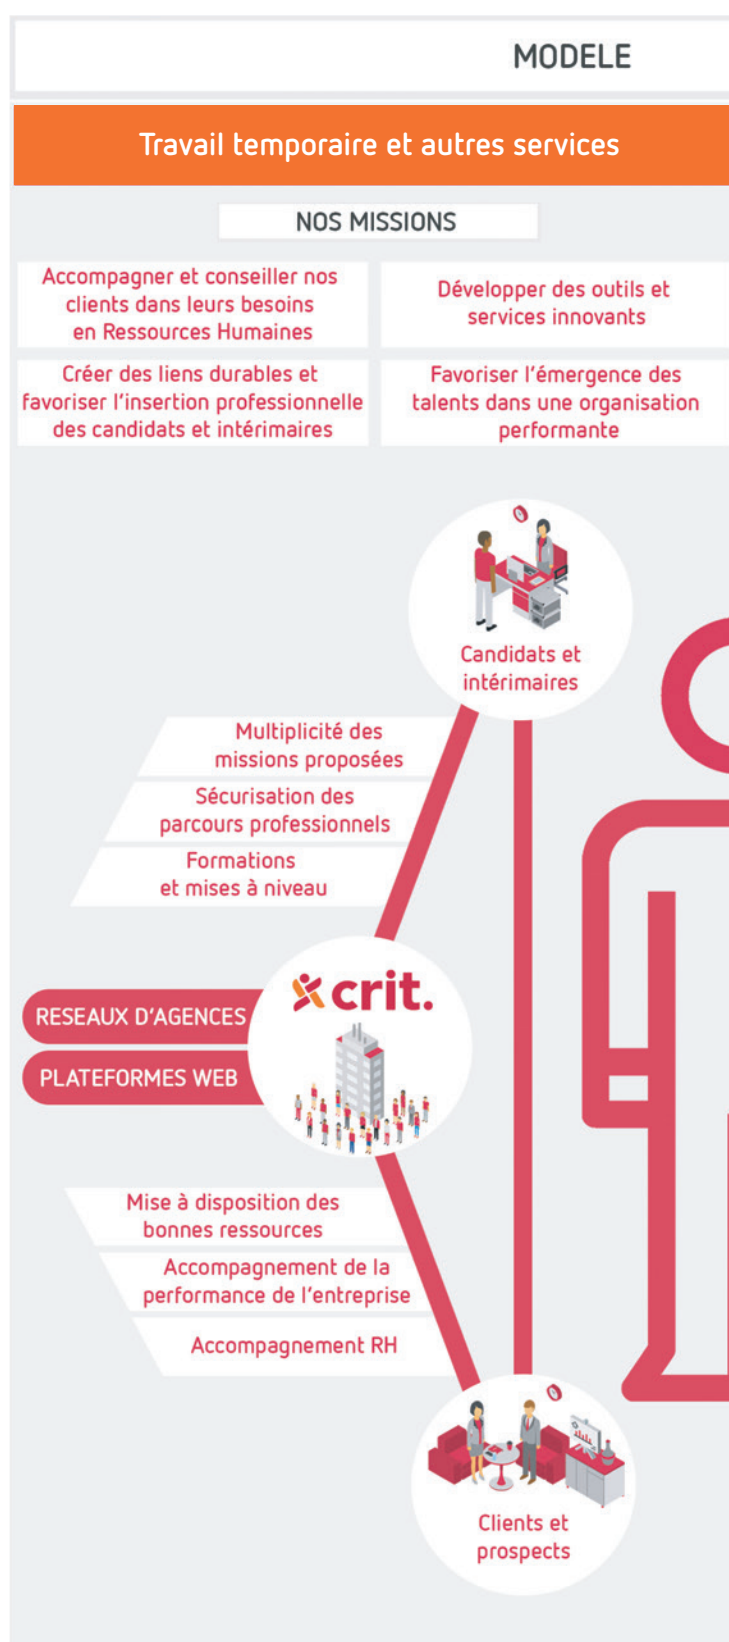 MODELE
Travail temporaire et autres services
NOS MISSIONS
Accompagner et conseiller nos
clients dans leurs besoins
en Ressources Humaines
Développer des outils et
services innovants
Créer des liens durables et
favoriser l'insertion professionnelle
des candidats et intérimaires
Favoriser l'émergence des
talents dans une organisation
performante
Candidats et
intérimaires
Multiplicité des
missions proposées
Sécurisation des
parcours professionnels
Formations
et mises à niveau
crit.
RESEAUX D'AGENCES
PLATEFORMES WEB
Mise à disposition des
bonnes ressources
Accompagnement de la
performance de l'entreprise
Accompagnement RH
Clients et
prospects